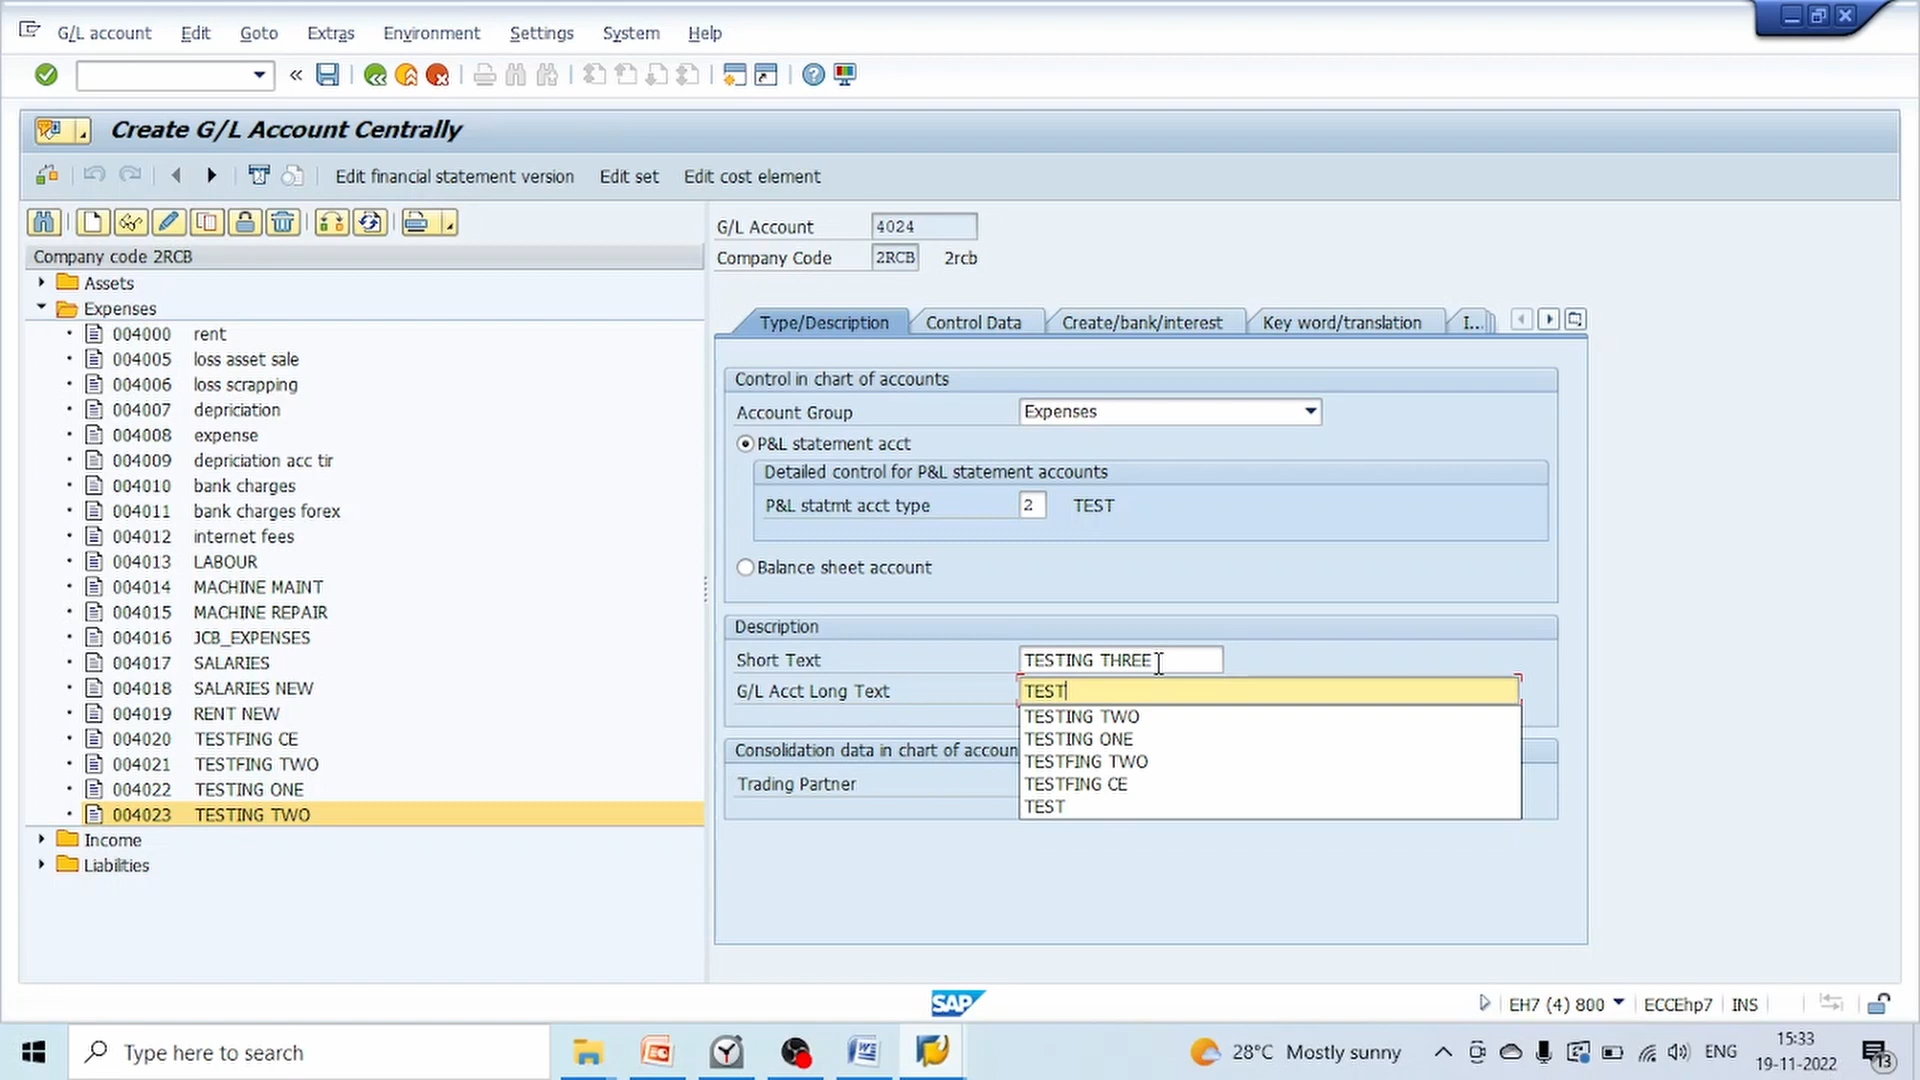 G/L account Edit Goto Extras Environment Settings System Help
Create G/L Account Centrally
Edit financial statement version Edit set Edit cost element
Company code 2RCB
Assets
Expenses
004000 rent
004005 loss asset sale
004006 loss scrapping
004007 depriciation
004008 expense
004009 depriciation acc tir
004010 bank charges
004011 bank charges forex
004012 internet fees
004013 LABOUR
004014 MACHINE MAINT
004015 MACHINE REPAIR
004016 JCB_EXPENSES
004017 SALARIES
004018 SALARIES NEW
004019 RENT NEW
004020 TESTFING CE
004021 TESTFING TWO
004022 TESTING ONE
004023 TESTING TWO
Income
Liabilities
G/L Account 4024
Company Code 2RCB 2rcb
Type/Description Control Data Create/bank/interest Key word/translation I...
Control in chart of accounts
Account Group Expenses
P&L statement acct
Detailed control for P&L statement accounts
P&L statmt acct type 2 TEST
Balance sheet account
Description
Short Text TESTING THREE
G/L Acct Long Text TEST
TESTING TWO
TESTING ONE
TESTFING TWO
TESTFING CE
TEST
Consolidation data in chart of accoun
Trading Partner
SAP
EH7 (4) 800 ECCEhp7 INS
Type here to search
28°C Mostly sunny
ENG
15:33
19-11-2022
13